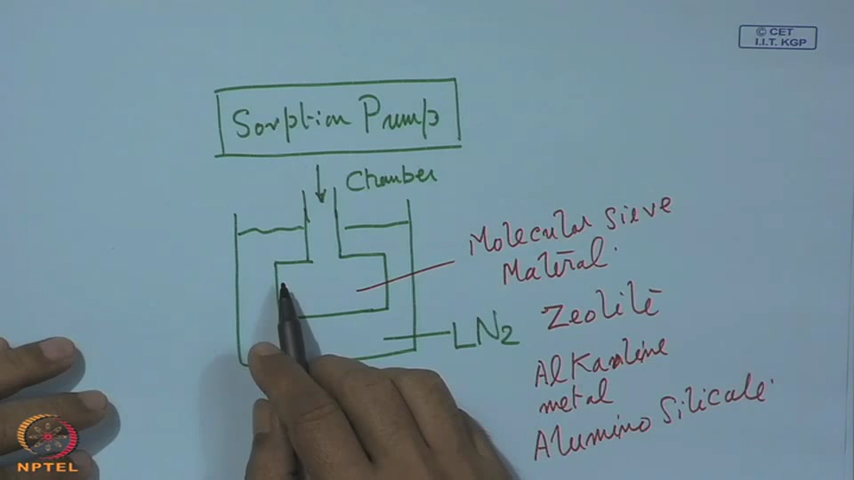 © CET
I.I.T. KGP
Sorption Pump
Chamber
Molecular Sieve
Material.
Zeolite
LN2
Alkaline
metal
Alumino Silicate.
NPTEL